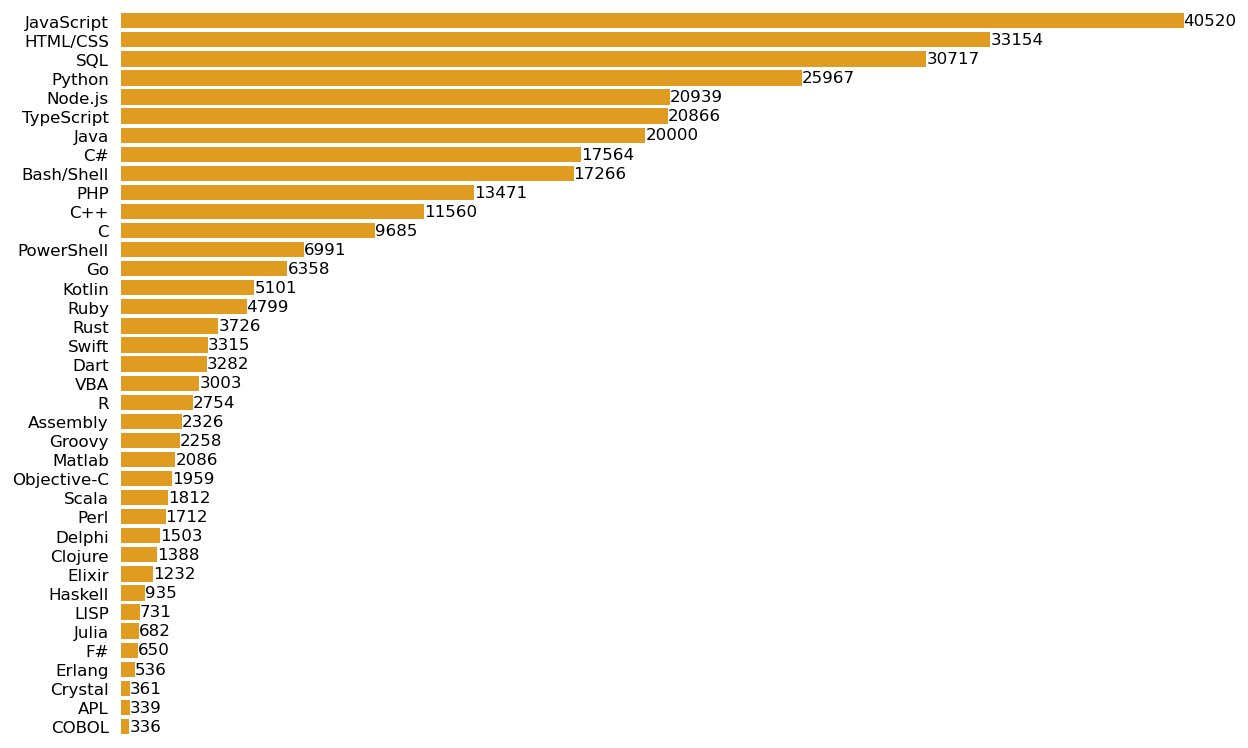 JavaScript 40520
HTML/CSS 33154
SQL 30717
Python 25967
Node.js 20939
TypeScript 20866
Java 20000
C# 17564
Bash/Shell 17266
PHP 13471
C++ 11560
C 9685
PowerShell 6991
Go 6358
Kotlin 5101
Ruby 4799
Rust 3726
Swift 3315
Dart 3282
VBA 3003
R 2754
Assembly 2326
Groovy 2258
Matlab 2086
Objective-C 1959
Scala 1812
Perl 1712
Delphi 1503
Clojure 1388
Elixir 1232
Haskell 935
LISP 731
Julia 682
F# 650
Erlang 536
Crystal 361
APL 339
COBOL 336